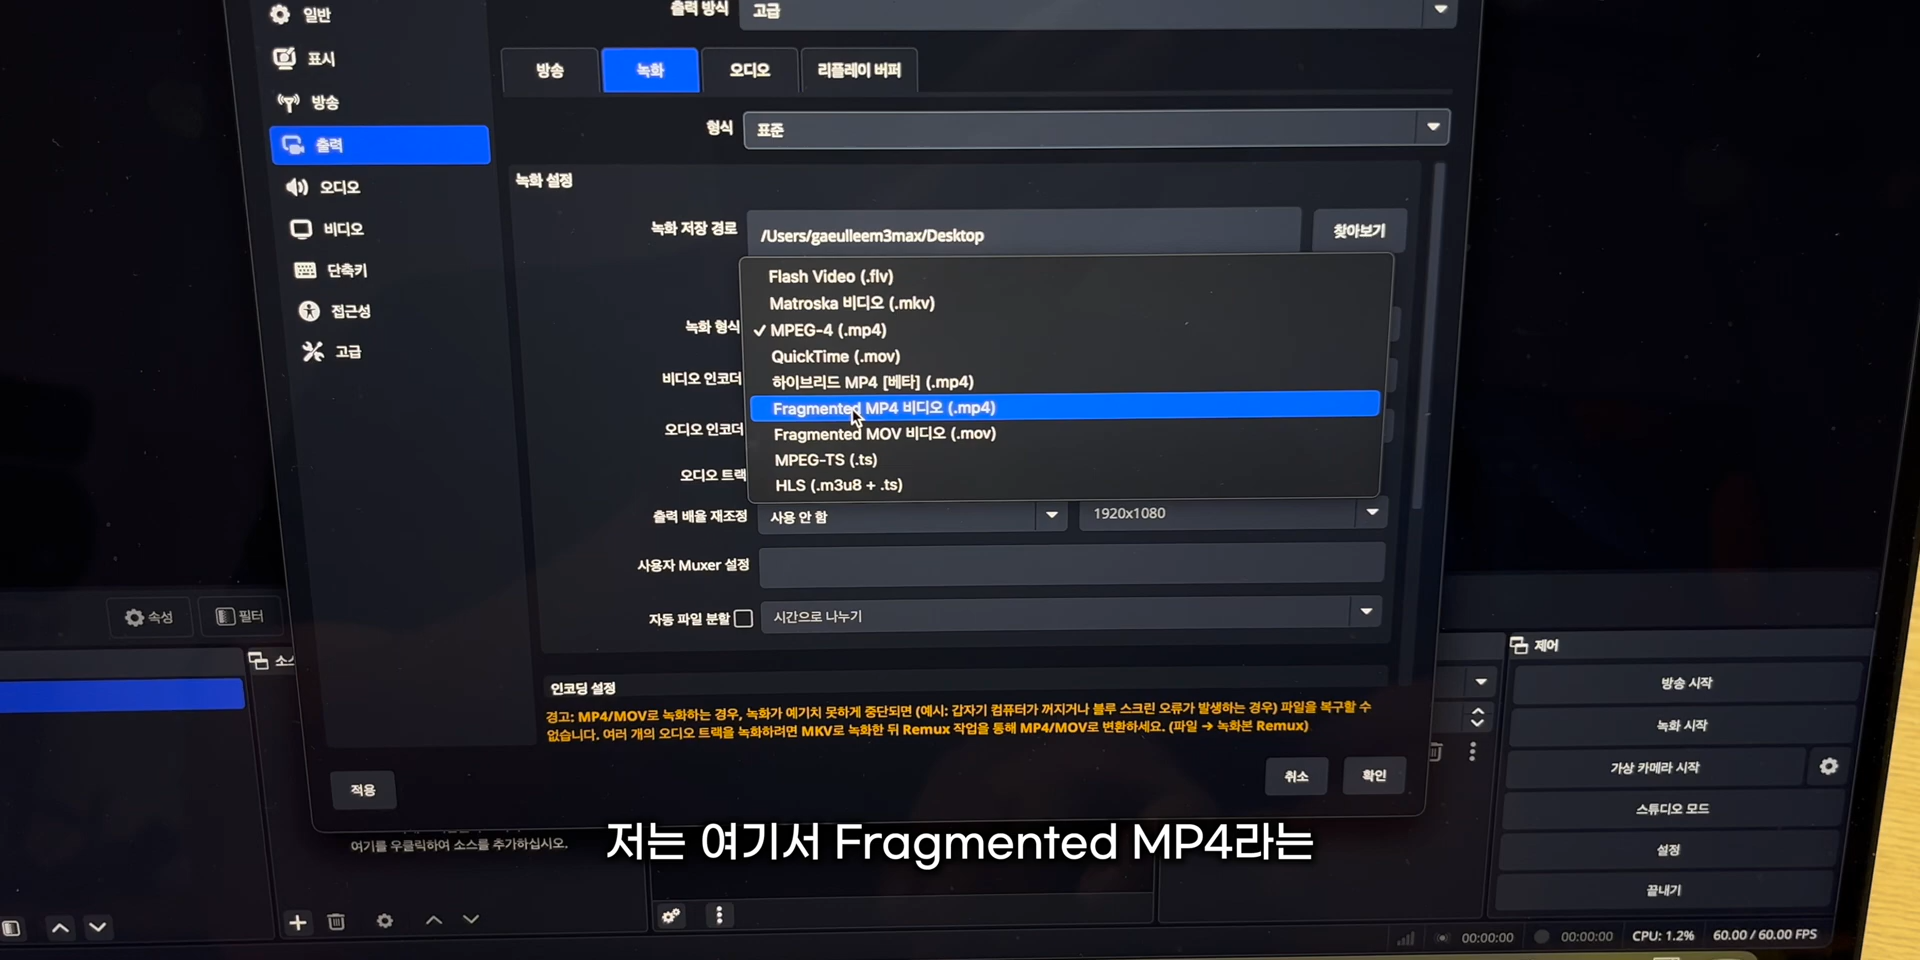 일반
출력 방식
고급
표시
방송
녹화
오디오
리플레이 버퍼
방송
형식
표준
출력
녹화 설정
오디오
녹화 저장 경로
/Users/gaeulleem3max/Desktop
찾아보기
비디오
Flash Video (.flv)
단축키
Matroska 비디오 (.mkv)
접근성
녹화 형식
✓ MPEG-4 (.mp4)
고급
QuickTime (.mov)
비디오 인코더
하이브리드 MP4 [베타] (.mp4)
Fragmented MP4 비디오 (.mp4)
오디오 인코더
Fragmented MOV 비디오 (.mov)
MPEG-TS (.ts)
오디오 트랙
HLS (.m3u8 + .ts)
출력 배율 재조정
사용 안 함
1920x1080
사용자 Muxer 설정
속성
필터
자동 파일 분할
시간으로 나누기
제어
소스
인코딩 설정
방송 시작
경고: MP4/MOV로 녹화하는 경우, 녹화가 예기치 못하게 중단되면 (예시: 갑자기 컴퓨터가 꺼지거나 블루 스크린 오류가 발생하는 경우) 파일을 복구할 수
없습니다. 여러 개의 오디오 트랙을 녹화하려면 MKV로 녹화한 뒤 Remux 작업을 통해 MP4/MOV로 변환하세요. (파일 → 녹화본 Remux)
녹화 시작
가상 카메라 시작
적용
취소
확인
스튜디오 모드
여기를 우클릭하여 소스를 추가하십시오.
저는 여기서 Fragmented MP4라는
설정
끝내기
00:00:00
00:00:00
CPU: 1.2%
60.00 / 60.00 FPS